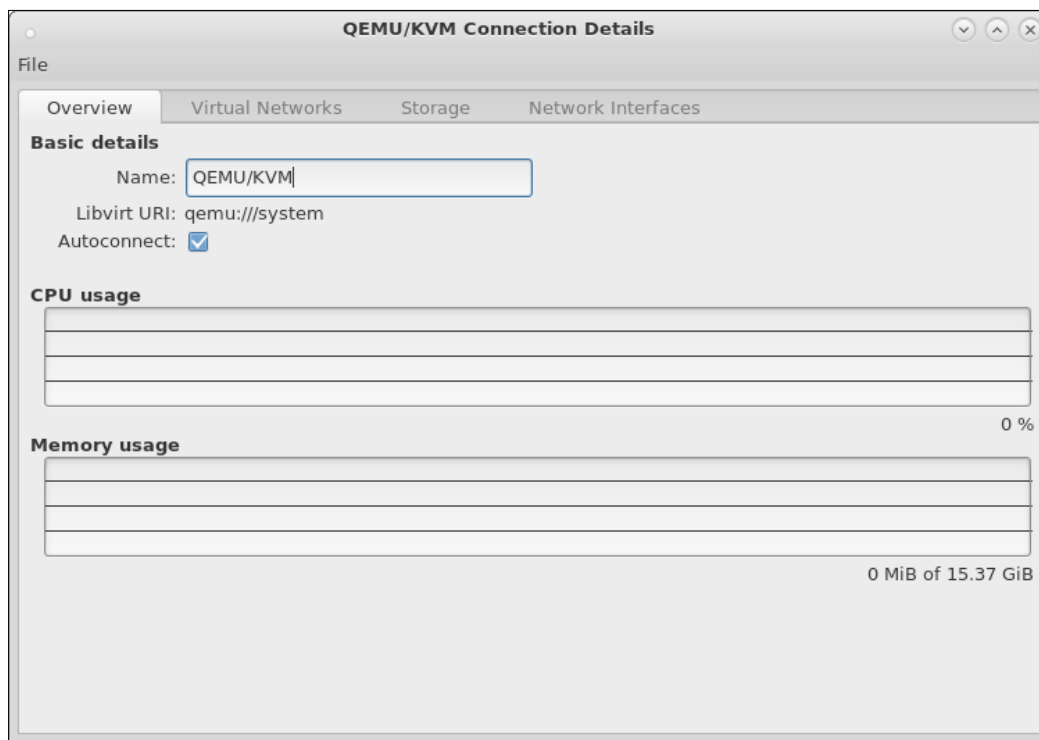 QEMU/KVM Connection Details
File
Overview Virtual Networks Storage Network Interfaces
Basic details
Name: QEMU/KVM
Libvirt URI: qemu:///system
Autoconnect:
CPU usage
0 %
Memory usage
0 MiB of 15.37 GiB